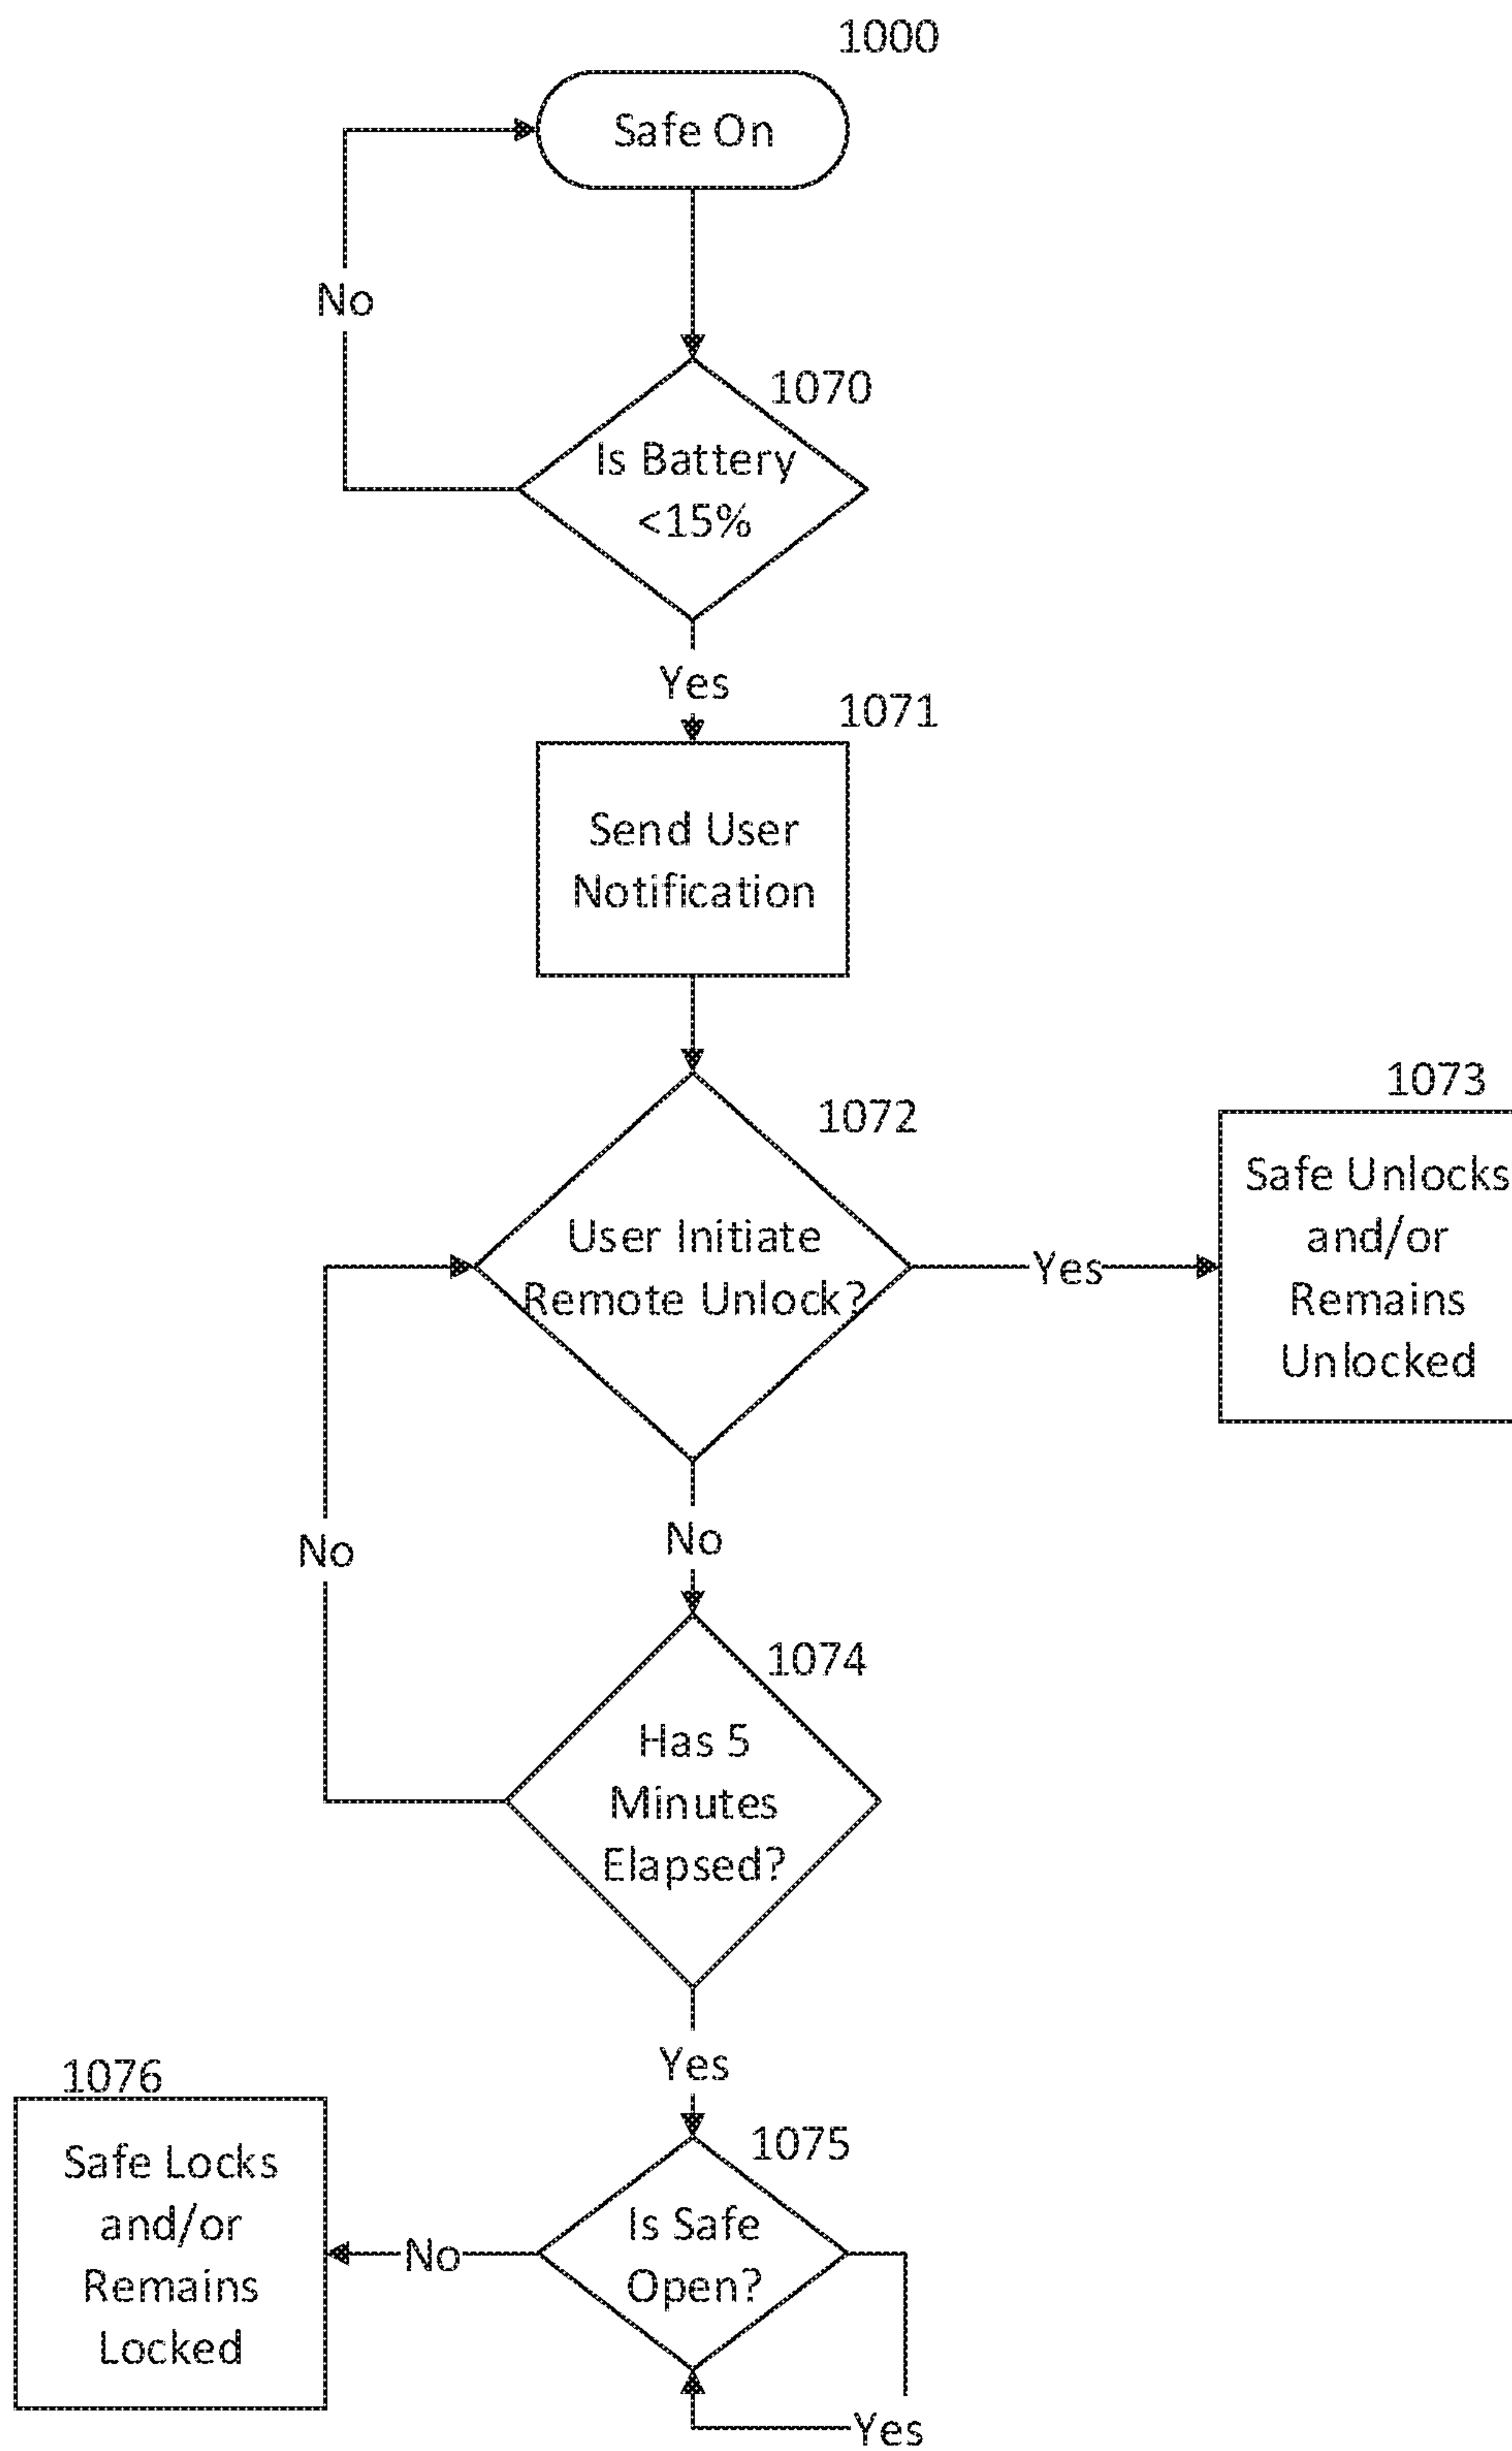 1000
Safe On
No
1070
Is Battery
<15%
Yes
1071
Send User
Notification
1072
User Initiate
Remote Unlock?
Yes
1073
Safe Unlocks
and/or
Remains
Unlocked
No
No
1074
Has 5
Minutes
Elapsed?
Yes
1075
Is Safe
Open?
No
1076
Safe Locks
and/or
Remains
Locked
Yes